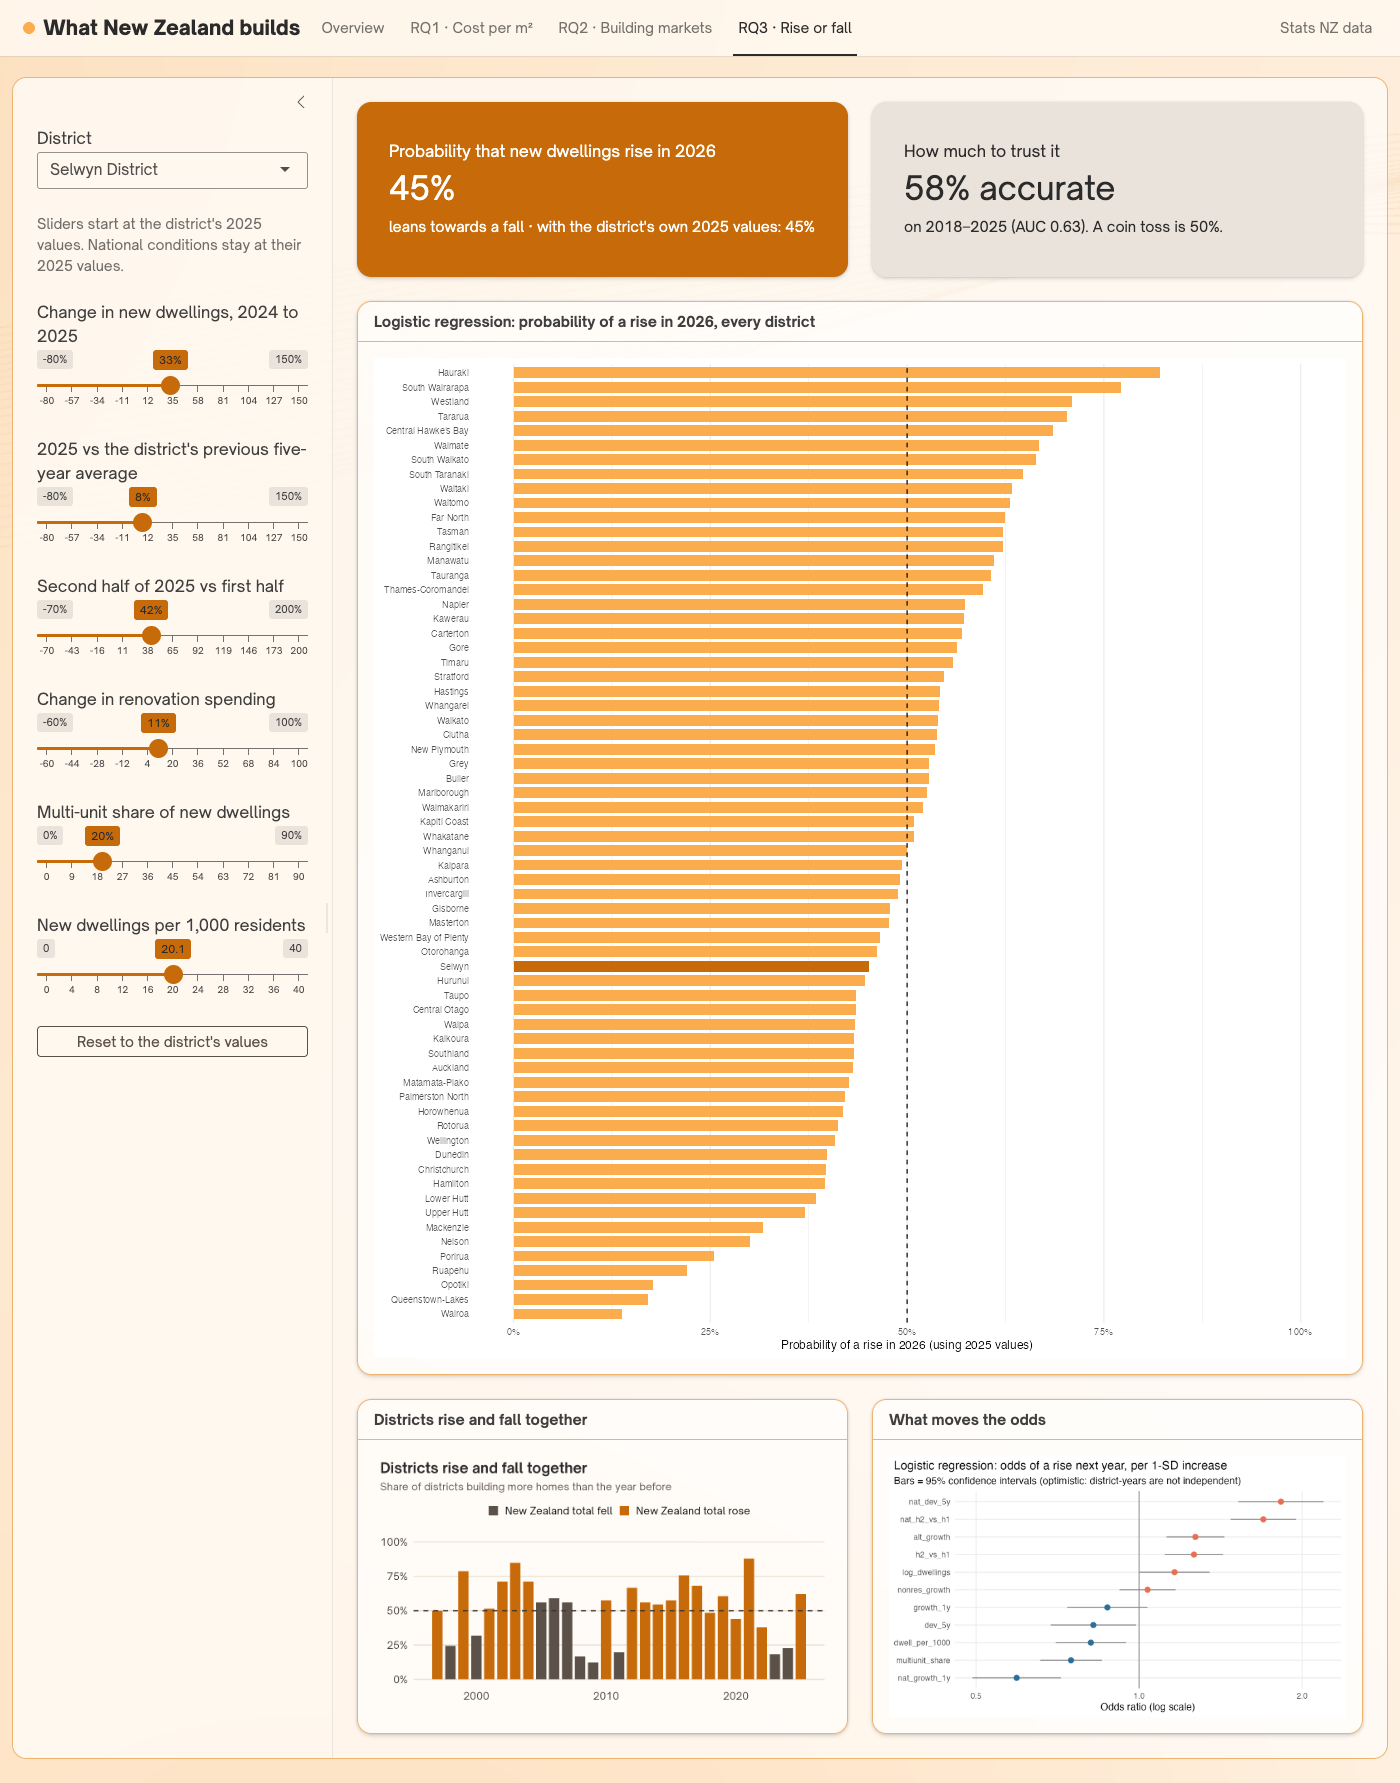 What New Zealand builds
Overview
RQ1 · Cost per m²
RQ2 · Building markets
RQ3 · Rise or fall
Stats NZ data
District
Selwyn District
Sliders start at the district's 2025
values. National conditions stay at their
2025 values.
Change in new dwellings, 2024 to
2025
-80% 33% 150%
-80 -57 -34 -11 12 35 58 81 104 127 150
2025 vs the district's previous five-
year average
-80% 8% 150%
-80 -57 -34 -11 12 35 58 81 104 127 150
Second half of 2025 vs first half
-70% 42% 200%
-70 -43 -16 11 38 65 92 119 146 173 200
Change in renovation spending
-60% 11% 100%
-60 -44 -28 -12 4 20 36 52 68 84 100
Multi-unit share of new dwellings
0% 20% 90%
0 9 18 27 36 45 54 63 72 81 90
New dwellings per 1,000 residents
0 20.1 40
0 4 8 12 16 20 24 28 32 36 40
Reset to the district's values
Probability that new dwellings rise in 2026
45%
leans towards a fall · with the district's own 2025 values: 45%
How much to trust it
58% accurate
on 2018–2025 (AUC 0.63). A coin toss is 50%.
Logistic regression: probability of a rise in 2026, every district
Hauraki
South Wairarapa
Westland
Tararua
Central Hawke's Bay
Waimate
South Waikato
South Taranaki
Waitaki
Waitomo
Far North
Tasman
Rangitikei
Manawatu
Tauranga
Thames-Coromandel
Napier
Kawerau
Carterton
Gore
Timaru
Stratford
Hastings
Whangarei
Waikato
Clutha
New Plymouth
Grey
Buller
Marlborough
Waimakariri
Kapiti Coast
Whakatane
Whanganui
Kaipara
Ashburton
Invercargill
Gisborne
Masterton
Western Bay of Plenty
Otorohanga
Selwyn
Hurunui
Taupo
Central Otago
Waipa
Kaikoura
Southland
Auckland
Matamata-Piako
Palmerston North
Horowhenua
Rotorua
Wellington
Dunedin
Christchurch
Hamilton
Lower Hutt
Upper Hutt
Mackenzie
Nelson
Porirua
Ruapehu
Opotiki
Queenstown-Lakes
Wairoa
0% 25% 50% 75% 100%
Probability of a rise in 2026 (using 2025 values)
Districts rise and fall together
Districts rise and fall together
Share of districts building more homes than the year before
New Zealand total fell New Zealand total rose
100%
75%
50%
25%
0%
2000 2010 2020
What moves the odds
Logistic regression: odds of a rise next year, per 1-SD increase
Bars = 95% confidence intervals (optimistic: district-years are not independent)
nat_dev_5y
nat_h2_vs_h1
alt_growth
h2_vs_h1
log_dwellings
nonres_growth
growth_1y
dev_5y
dwell_per_1000
multiunit_share
nat_growth_1y
0.5 1.0 2.0
Odds ratio (log scale)